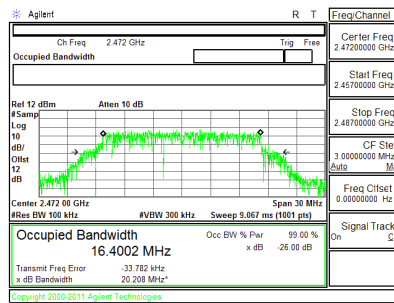 Agilent R T
Ch Freq 2.472 GHz Trig Free
Occupied Bandwidth
Ref 12 dBm Atten 10 dB
#Samp
Log
10
dB/
Offst
12
dB
Center 2.472 00 GHz Span 30 MHz
#Res BW 100 kHz #VBW 300 kHz Sweep 9.067 ms (1001 pts)
Occupied Bandwidth Occ BW % Pwr 99.00 %
16.4002 MHz x dB -26.00 dB
Transmit Freq Error -33.782 kHz
x dB Bandwidth 20.208 MHz*
Copyright 2000-2011 Agilent Technologies
Freq/Channel
Center Freq
2.47200000 GHz
Start Freq
2.45700000 GHz
Stop Freq
2.48700000 GHz
CF Ste
3.00000000 MHz
Auto M
Freq Offset
0.00000000 Hz
Signal Track
On